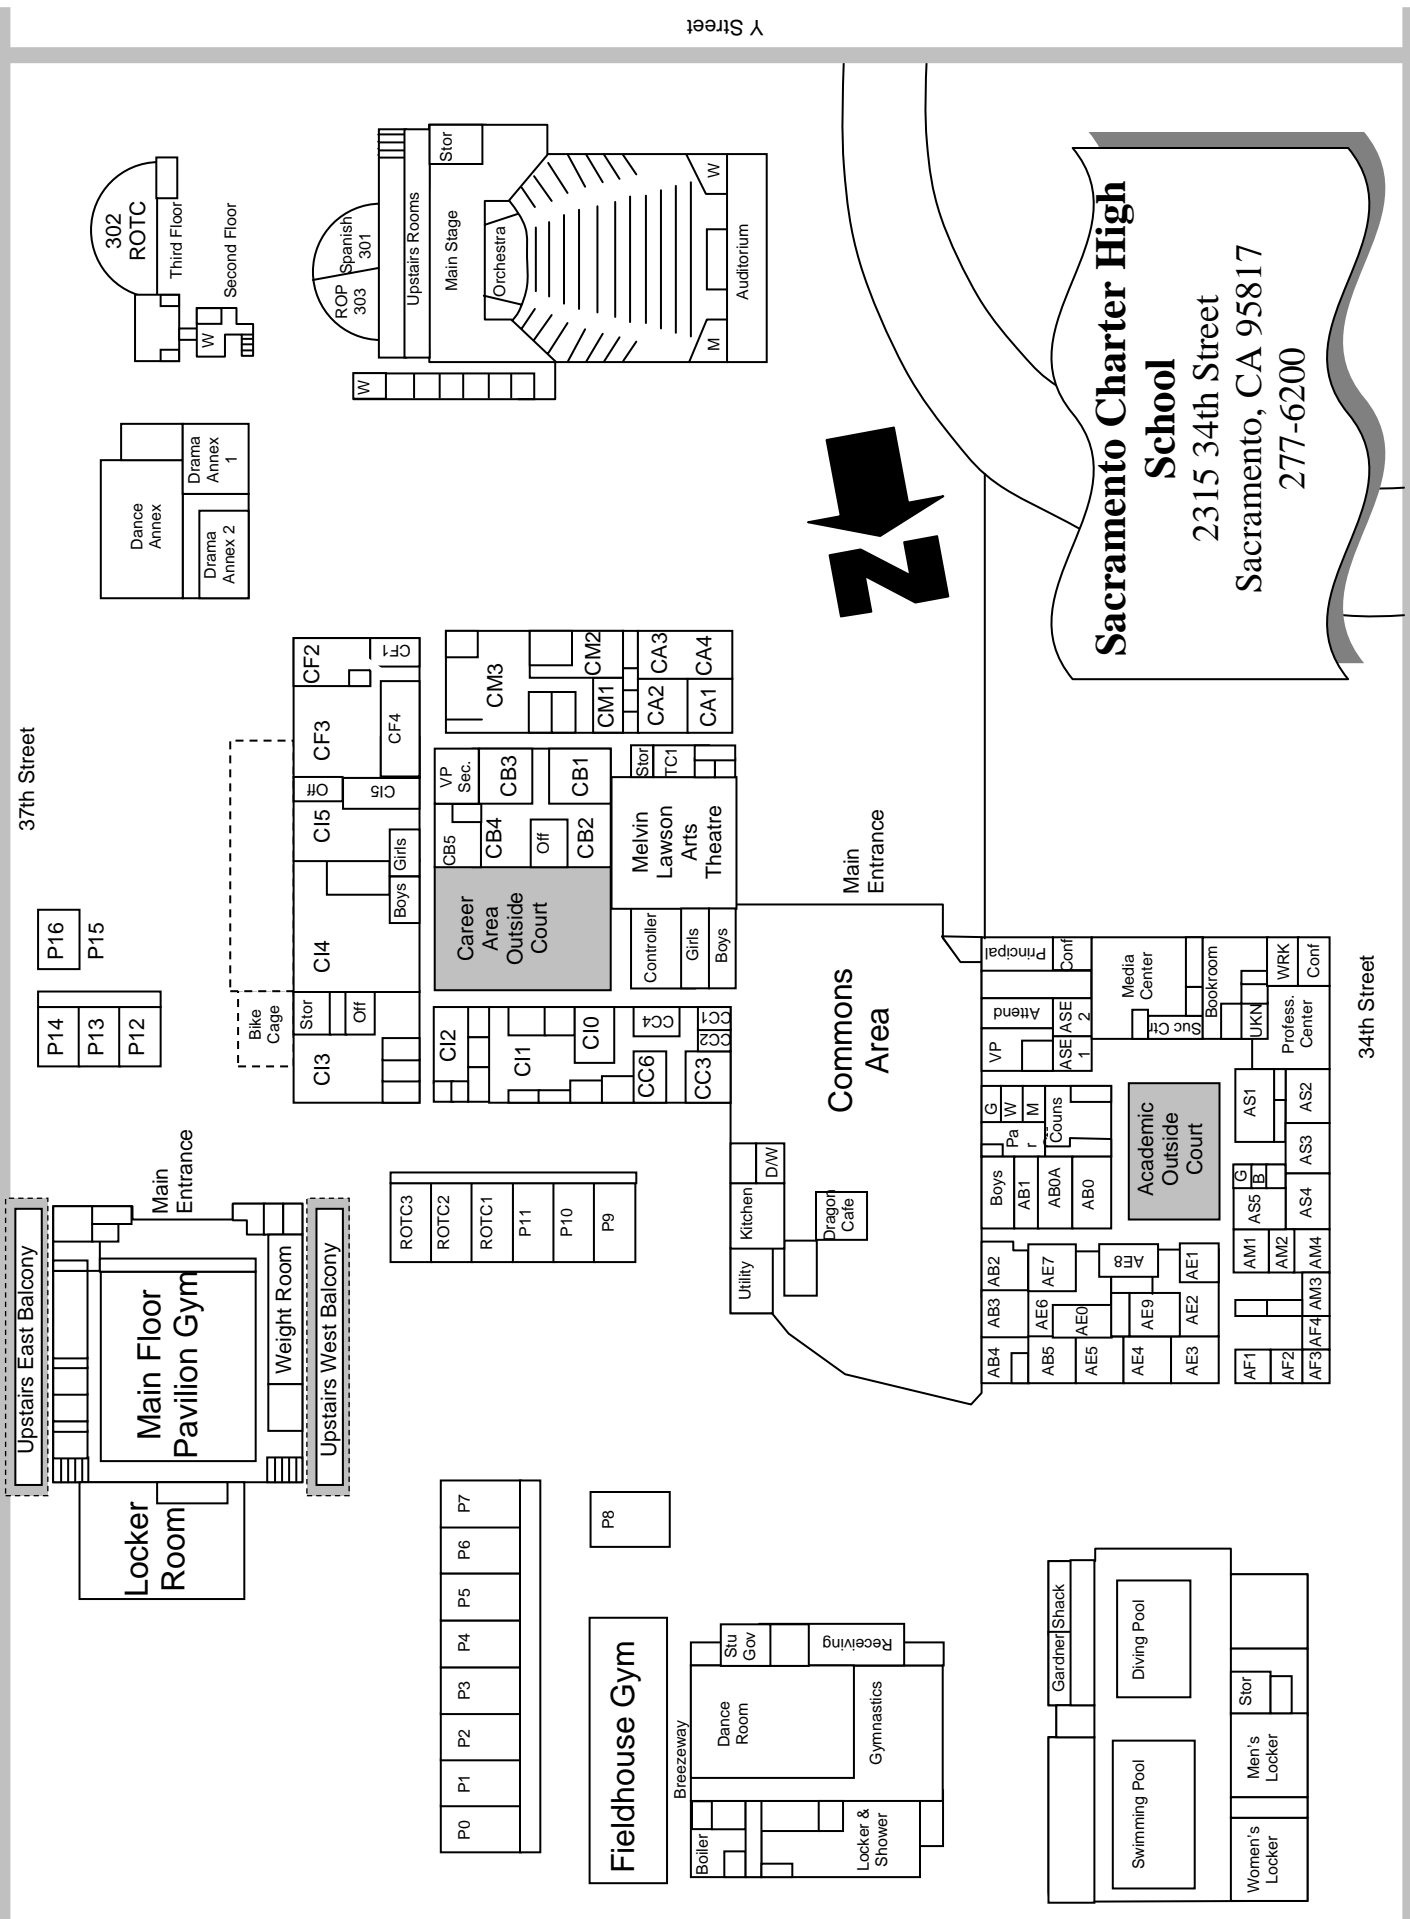 Y Street
302
ROTC
Third Floor
Second Floor
W
ROP
303
Spanish
301
Upstairs Rooms
Stor
Main Stage
Orchestra
W
M
Auditorium
W
Dance
Annex
Drama
Annex
1
Drama
Annex 2
N
Sacramento Charter High
School
2315 34th Street
Sacramento, CA 95817
277-6200
37th Street
CF2
CF1
CF3
CF4
Off
CI5
CI5
Girls
Boys
CI4
Stor
Off
CI3
Bike
Cage
P16
P15
P14
P13
P12
CM3
CM2
CM1
CA3
CA4
CA2
CA1
VP
Sec.
CB3
CB1
CB5
CB4
Off
CB2
Stor
TC1
Melvin
Lawson
Arts
Theatre
Career
Area
Outside
Court
Controller
Girls
Boys
CI2
CI1
CI0
CC4
CC1
CC2
CC6
CC3
Main
Entrance
Commons
Area
Kitchen
D/W
Utility
Dragon
Cafe
Principal
Conf
Attend
ASE
2
VP
ASE
1
Media
Center
Suc Ctr
Bookroom
UKN
WRK
Conf
Profess.
Center
34th Street
G
W
M
Pa
r
Couns
Boys
AB1
AB0A
AB0
Academic
Outside
Court
AS1
AS2
AS3
G
B
AS5
AS4
AM1
AM2
AM4
AM3
AF4
AF1
AF2
AF3
AB2
AB3
AB4
AE7
AE6
AE0
AB5
AE5
AE8
AE9
AE4
AE1
AE2
AE3
Main
Entrance
Upstairs East Balcony
Main Floor
Pavilion Gym
Weight Room
Upstairs West Balcony
Locker
Room
ROTC3
ROTC2
ROTC1
P11
P10
P9
P7
P6
P5
P4
P3
P2
P1
P0
P8
Fieldhouse Gym
Breezeway
Stu
Gov
Receiving
Dance
Room
Gymnastics
Boiler
Locker &
Shower
Gardner Shack
Diving Pool
Swimming Pool
Stor
Men's
Locker
Women's
Locker